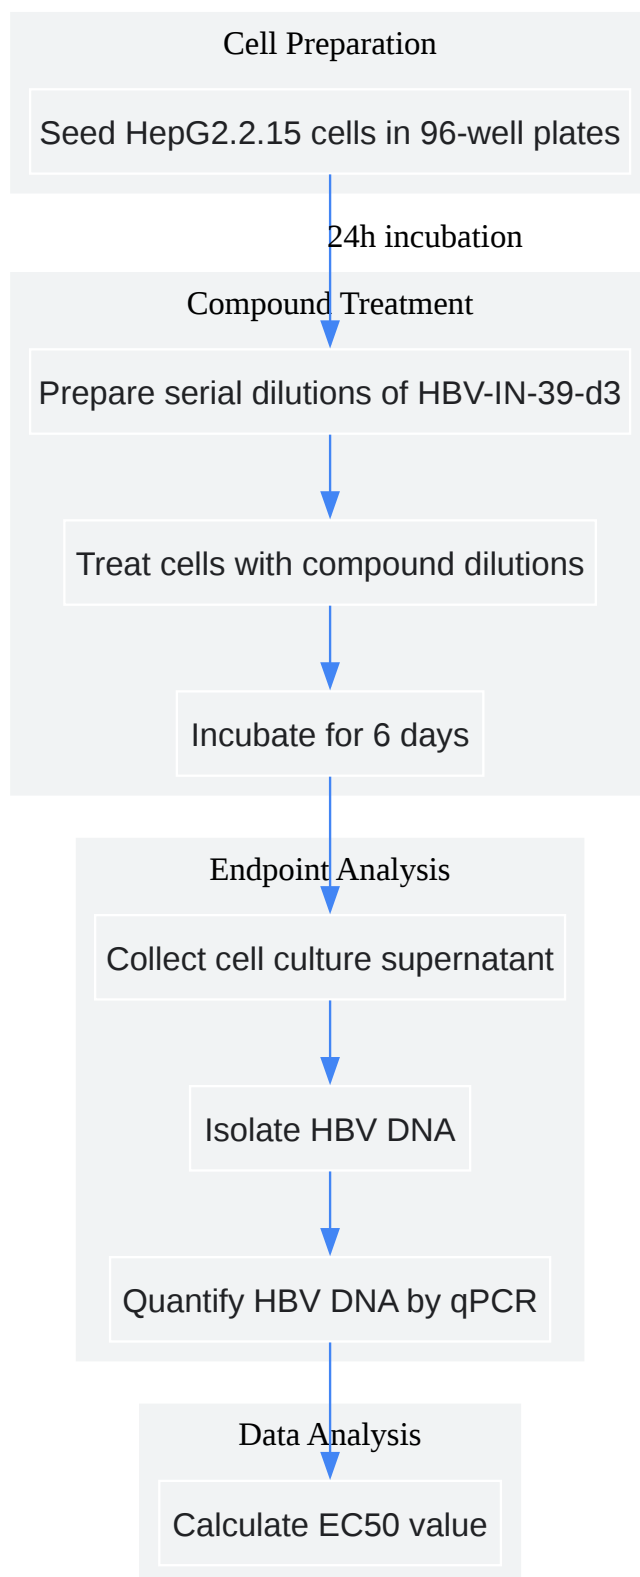 Cell Preparation
Seed HepG2.2.15 cells in 96-well plates
24h incubation
Compound Treatment
Prepare serial dilutions of HBV-IN-39-d3
Treat cells with compound dilutions
Incubate for 6 days
Endpoint Analysis
Collect cell culture supernatant
Isolate HBV DNA
Quantify HBV DNA by qPCR
Data Analysis
Calculate EC50 value